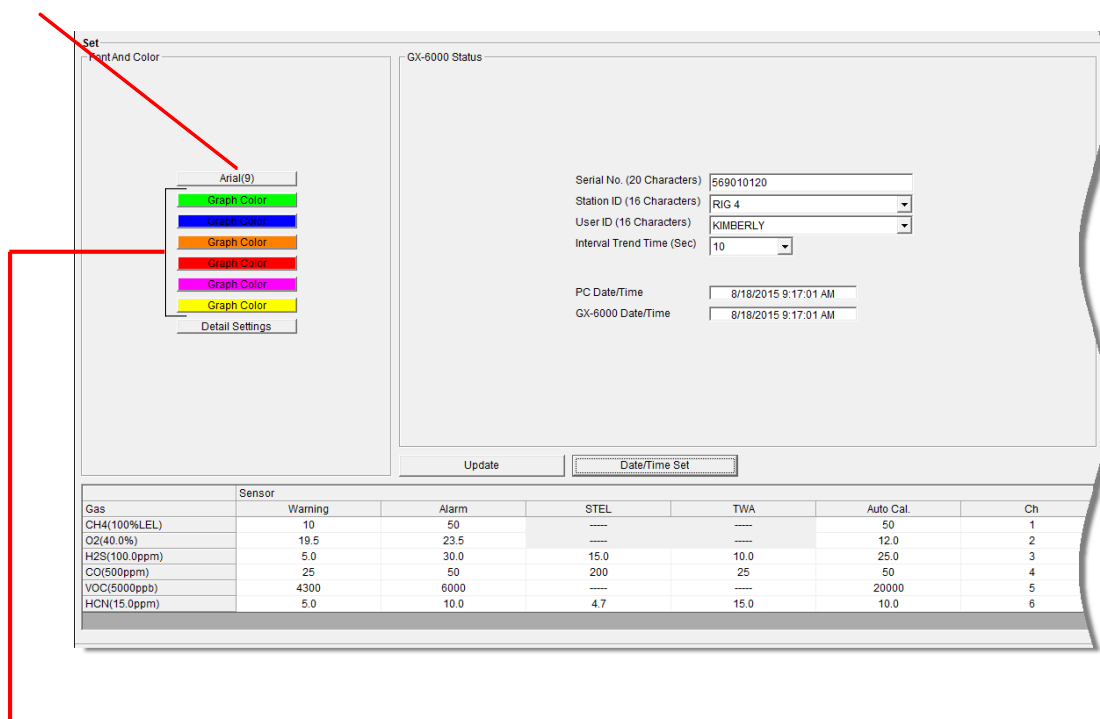 Set
Font And Color
GX-6000 Status
Arial(9)
Graph Color
Graph Color
Graph Color
Graph Color
Graph Color
Graph Color
Detail Settings
Serial No. (20 Characters) 569010120
Station ID (16 Characters) RIG 4
User ID (16 Characters) KIMBERLY
Interval Trend Time (Sec) 10
PC Date/Time 8/18/2015 9:17:01 AM
GX-6000 Date/Time 8/18/2015 9:17:01 AM
Update Date/Time Set
Sensor
Gas Warning Alarm STEL TWA Auto Cal. Ch
CH4(100%LEL) 10 50 ----- ----- 50 1
O2(40.0%) 19.5 23.5 ----- ----- 12.0 2
H2S(100.0ppm) 5.0 30.0 15.0 10.0 25.0 3
CO(500ppm) 25 50 200 25 50 4
VOC(5000ppb) 4300 6000 ----- ----- 20000 5
HCN(15.0ppm) 5.0 10.0 4.7 15.0 10.0 6